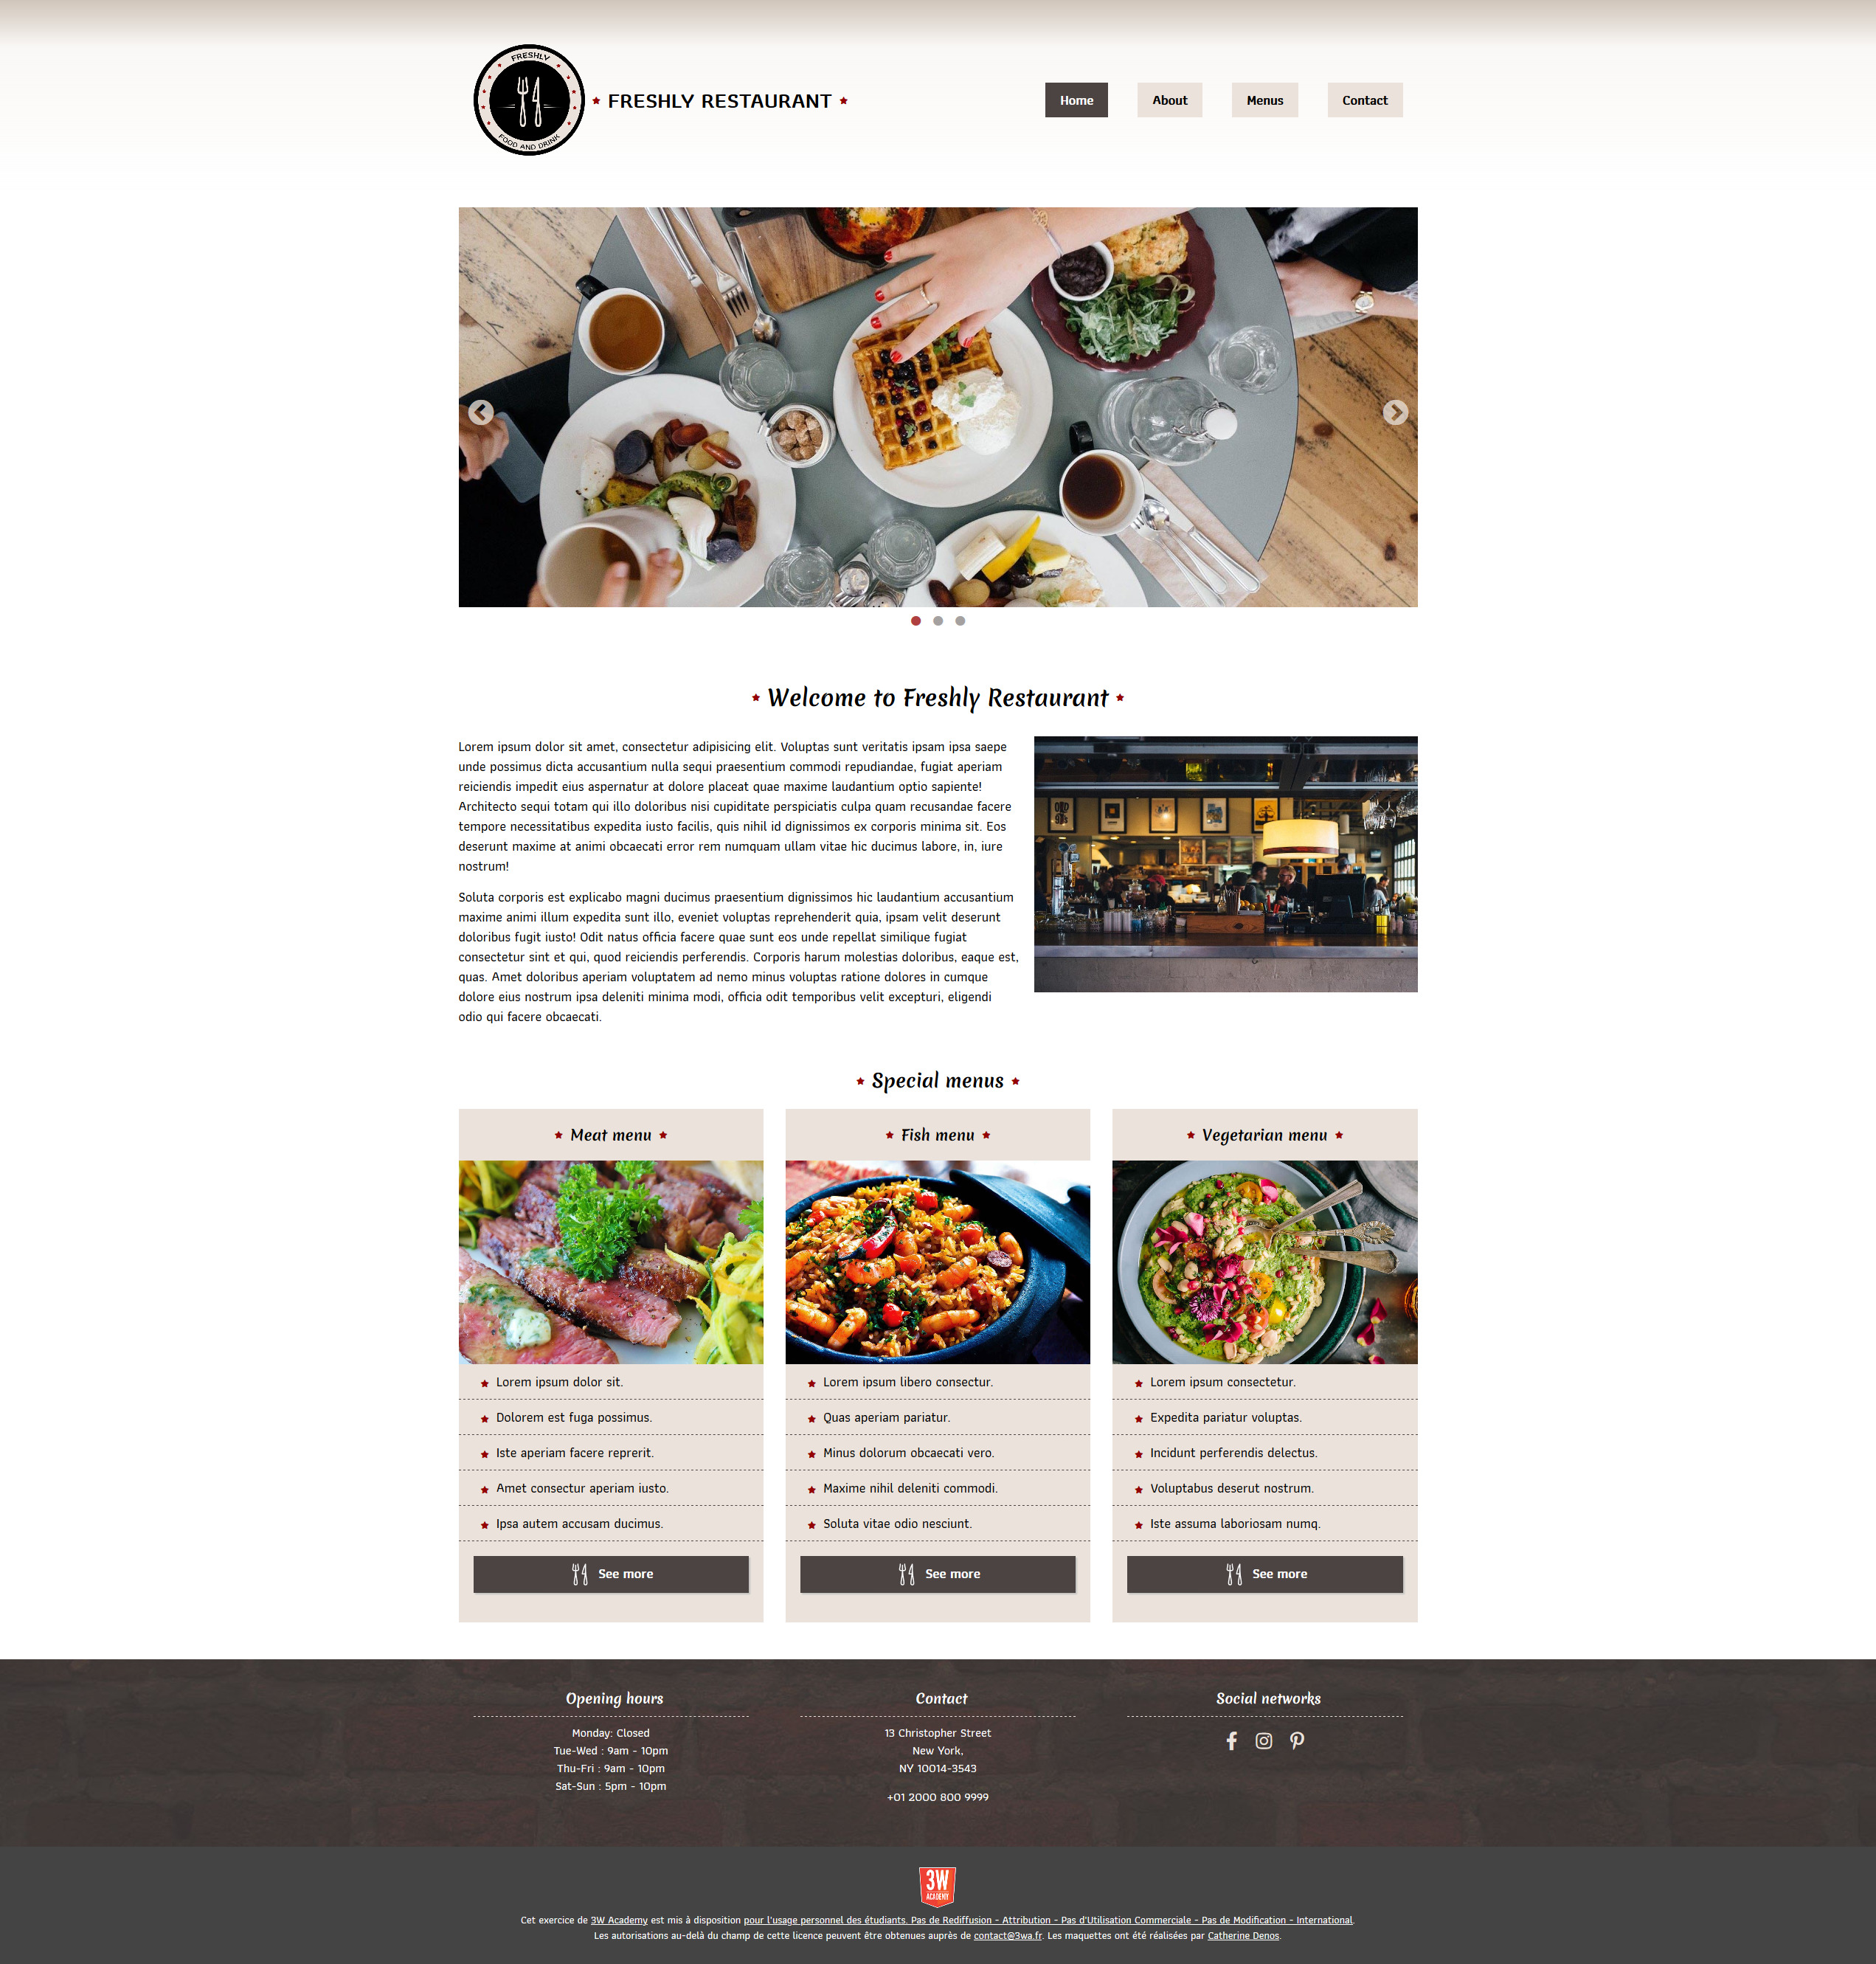 FRESHLY
FOOD AND DRINK
FRESHLY RESTAURANT
Home
About
Menus
Contact
Welcome to Freshly Restaurant
Lorem ipsum dolor sit amet, consectetur adipisicing elit. Voluptas sunt veritatis ipsam ipsa saepe
unde possimus dicta accusantium nulla sequi praesentium commodi repudiandae, fugiat aperiam
reiciendis impedit eius aspernatur at dolore placeat quae maxime laudantium optio sapiente!
Architecto sequi totam qui illo doloribus nisi cupiditate perspiciatis culpa quam recusandae facere
tempore necessitatibus expedita iusto facilis, quis nihil id dignissimos ex corporis minima sit. Eos
deserunt maxime at animi obcaecati error rem numquam ullam vitae hic ducimus labore, in, iure
nostrum!
Soluta corporis est explicabo magni ducimus praesentium dignissimos hic laudantium accusantium
maxime animi illum expedita sunt illo, eveniet voluptas reprehenderit quia, ipsam velit deserunt
doloribus fugit iusto! Odit natus officia facere quae sunt eos unde repellat similique fugiat
consectetur sint et qui, quod reiciendis perferendis. Corporis harum molestias doloribus, eaque est,
quas. Amet doloribus aperiam voluptatem ad nemo minus voluptas ratione dolores in cumque
dolore eius nostrum ipsa deleniti minima modi, officia odit temporibus velit excepturi, eligendi
odio qui facere obcaecati.
Special menus
Meat menu
Lorem ipsum dolor sit.
Dolorem est fuga possimus.
Iste aperiam facere reprerit.
Amet consectur aperiam iusto.
Ipsa autem accusam ducimus.
See more
Fish menu
Lorem ipsum libero consectur.
Quas aperiam pariatur.
Minus dolorum obcaecati vero.
Maxime nihil deleniti commodi.
Soluta vitae odio nesciunt.
See more
Vegetarian menu
Lorem ipsum consectetur.
Expedita pariatur voluptas.
Incidunt perferendis delectus.
Voluptabus deserut nostrum.
Iste assuma laboriosam numq.
See more
Opening hours
Monday: Closed
Tue-Wed : 9am - 10pm
Thu-Fri : 9am - 10pm
Sat-Sun : 5pm - 10pm
Contact
13 Christopher Street
New York,
NY 10014-3543
+01 2000 800 9999
Social networks
3W
ACADEMY
Cet exercice de 3W Academy est mis à disposition pour l'usage personnel des étudiants. Pas de Rediffusion - Attribution - Pas d'Utilisation Commerciale - Pas de Modification - International.
Les autorisations au-delà du champ de cette licence peuvent être obtenues auprès de contact@3wa.fr. Les maquettes ont été réalisées par Catherine Denos.